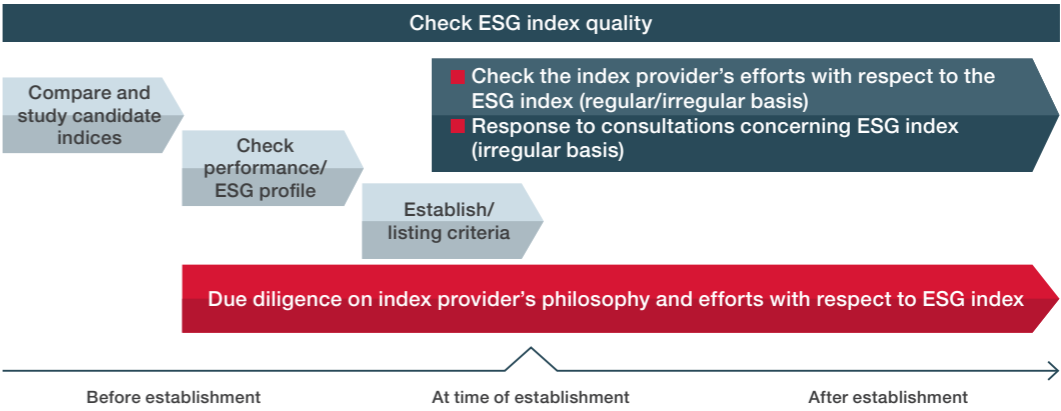 Check ESG index quality
Compare and
study candidate
indices
Check the index provider's efforts with respect to the
ESG index (regular/irregular basis)
Response to consultations concerning ESG index
(irregular basis)
Check
performance/
ESG profile
Establish/
listing criteria
Due diligence on index provider's philosophy and efforts with respect to ESG index
Before establishment
At time of establishment
After establishment